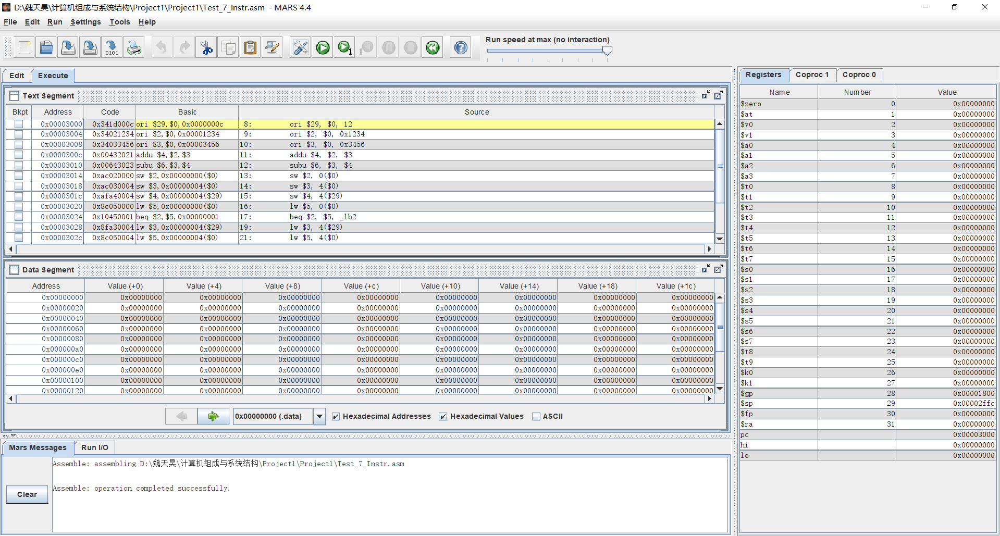 D:\魏天昊\计算机组成与系统结构\Project1\Project1\Test_7_Instr.asm - MARS 4.4
File Edit Run Settings Tools Help
Run speed at max (no interaction)
0101
1
1
Edit Execute
Text Segment
Bkpt Address Code Basic Source
0x00003000 0x341d000c ori $29,$0,0x0000000c 8: ori $29, $0, 12
0x00003004 0x34021234 ori $2,$0,0x00001234 9: ori $2, $0, 0x1234
0x00003008 0x34033456 ori $3,$0,0x00003456 10: ori $3, $0, 0x3456
0x0000300c 0x00432021 addu $4,$2,$3 11: addu $4, $2, $3
0x00003010 0x00643023 subu $6,$3,$4 12: subu $6, $3, $4
0x00003014 0xac020000 sw $2,0x00000000($0) 13: sw $2, 0($0)
0x00003018 0xac030004 sw $3,0x00000004($0) 14: sw $3, 4($0)
0x0000301c 0xafa40004 sw $4,0x00000004($29) 15: sw $4, 4($29)
0x00003020 0x8c050000 lw $5,0x00000000($0) 16: lw $5, 0($0)
0x00003024 0x10450001 beq $2,$5,0x00000001 17: beq $2, $5, _lb2
0x00003028 0x8fa30004 lw $3,0x00000004($29) 19: lw $3, 4($29)
0x0000302c 0x8c050004 lw $5,0x00000004($0) 21: lw $5, 4($0)
Data Segment
Address Value (+0) Value (+4) Value (+8) Value (+c) Value (+10) Value (+14) Value (+18) Value (+1c)
0x00000000 0x00000000 0x00000000 0x00000000 0x00000000 0x00000000 0x00000000 0x00000000 0x00000000
0x00000020 0x00000000 0x00000000 0x00000000 0x00000000 0x00000000 0x00000000 0x00000000 0x00000000
0x00000040 0x00000000 0x00000000 0x00000000 0x00000000 0x00000000 0x00000000 0x00000000 0x00000000
0x00000060 0x00000000 0x00000000 0x00000000 0x00000000 0x00000000 0x00000000 0x00000000 0x00000000
0x00000080 0x00000000 0x00000000 0x00000000 0x00000000 0x00000000 0x00000000 0x00000000 0x00000000
0x000000a0 0x00000000 0x00000000 0x00000000 0x00000000 0x00000000 0x00000000 0x00000000 0x00000000
0x000000c0 0x00000000 0x00000000 0x00000000 0x00000000 0x00000000 0x00000000 0x00000000 0x00000000
0x000000e0 0x00000000 0x00000000 0x00000000 0x00000000 0x00000000 0x00000000 0x00000000 0x00000000
0x00000100 0x00000000 0x00000000 0x00000000 0x00000000 0x00000000 0x00000000 0x00000000 0x00000000
0x00000120 0x00000000 0x00000000 0x00000000 0x00000000 0x00000000 0x00000000 0x00000000 0x00000000
0x00000000 (.data) Hexadecimal Addresses Hexadecimal Values ASCII
Mars Messages Run I/O
Assemble: assembling D:\魏天昊\计算机组成与系统结构\Project1\Project1\Test_7_Instr.asm
Assemble: operation completed successfully.
Clear
Registers Coproc 1 Coproc 0
Name Number Value
$zero 0 0x00000000
$at 1 0x00000000
$v0 2 0x00000000
$v1 3 0x00000000
$a0 4 0x00000000
$a1 5 0x00000000
$a2 6 0x00000000
$a3 7 0x00000000
$t0 8 0x00000000
$t1 9 0x00000000
$t2 10 0x00000000
$t3 11 0x00000000
$t4 12 0x00000000
$t5 13 0x00000000
$t6 14 0x00000000
$t7 15 0x00000000
$s0 16 0x00000000
$s1 17 0x00000000
$s2 18 0x00000000
$s3 19 0x00000000
$s4 20 0x00000000
$s5 21 0x00000000
$s6 22 0x00000000
$s7 23 0x00000000
$t8 24 0x00000000
$t9 25 0x00000000
$k0 26 0x00000000
$k1 27 0x00000000
$gp 28 0x00001800
$sp 29 0x00002ffc
$fp 30 0x00000000
$ra 31 0x00000000
pc 0x00003000
hi 0x00000000
lo 0x00000000